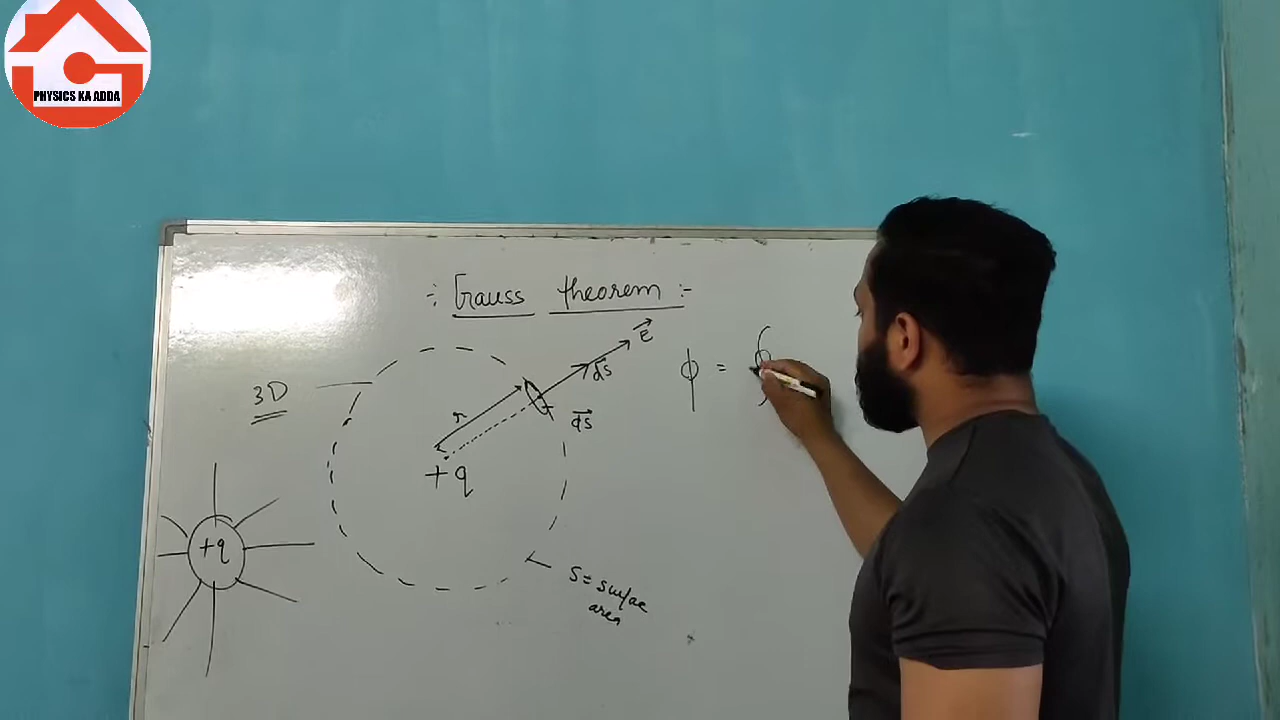 PHYSICS KA ADDA
:- Gauss theorem :-
3D
r
+q
ds
E
ds
φ = ∮
+q
S = surface
area